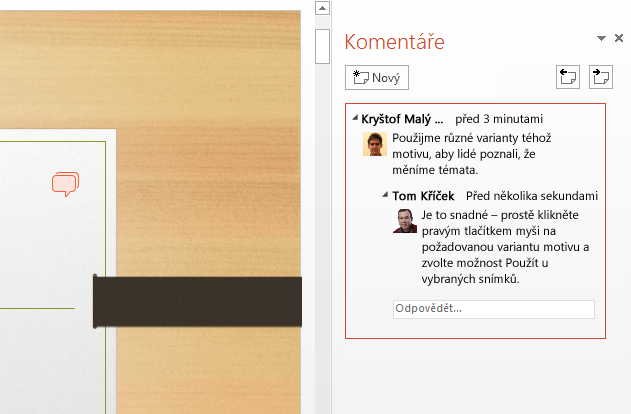 Komentáře
Nový
Kryštof Malý ... před 3 minutami
Použijme různé varianty téhož
motivu, aby lidé poznali, že
měníme témata.
Tom Kříček Před několika sekundami
Je to snadné – prostě klikněte
pravým tlačítkem myši na
požadovanou variantu motivu a
zvolte možnost Použít u
vybraných snímků.
Odpovědět...